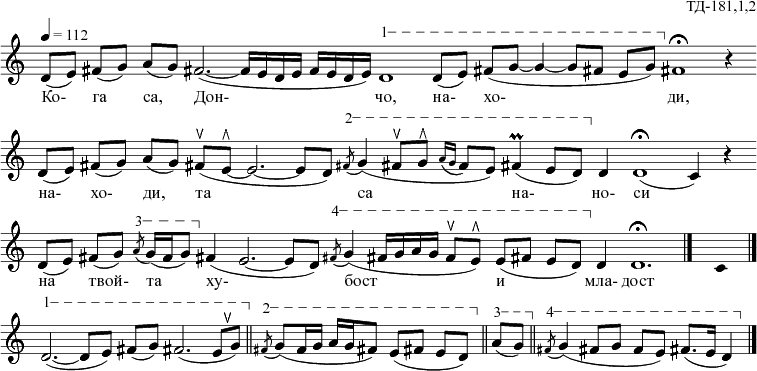 ТД-181,1,2
♩ = 112
1
Ко- га са, Дон- чо, на- хо- ди,
2
на- хо- ди, та са на- но- си
3 4
на твой- та ху- бост и мла- дост
1 2 3 4